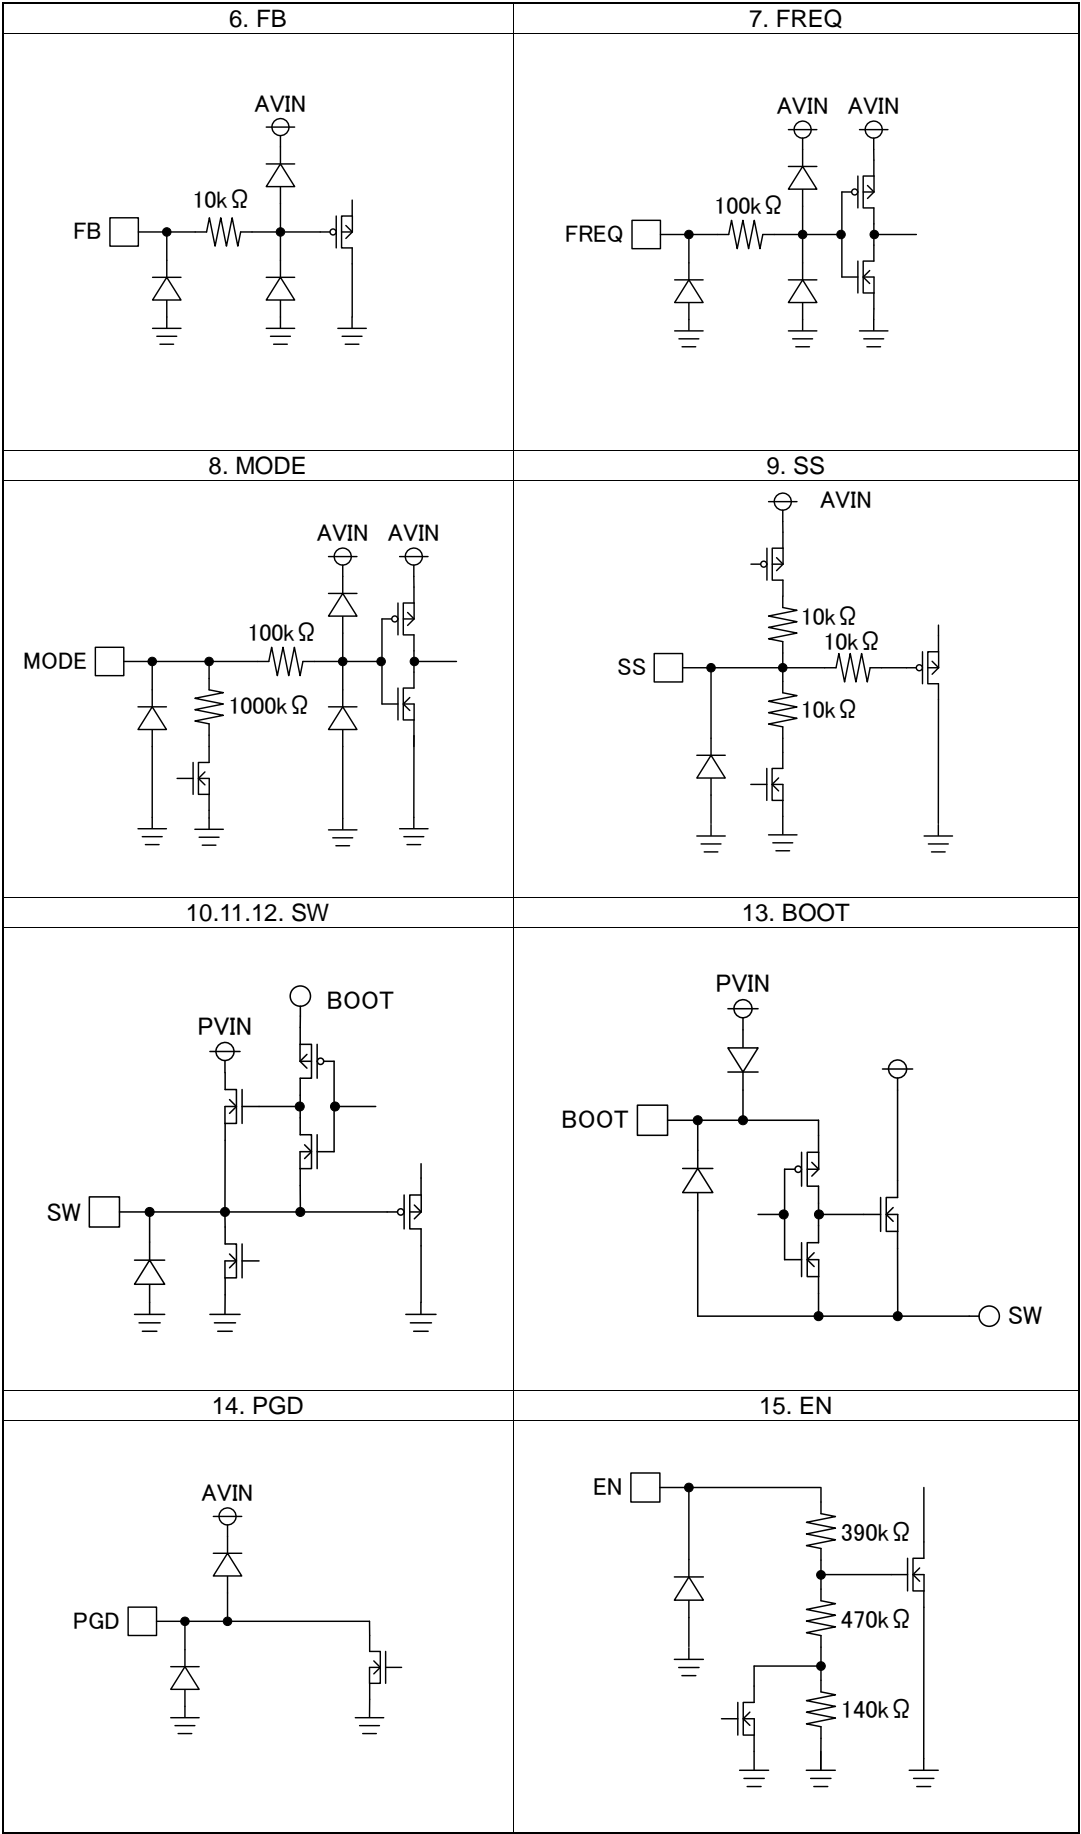 6. FB
7. FREQ
AVIN
10kΩ
FB
AVIN AVIN
100kΩ
FREQ
8. MODE
9. SS
AVIN AVIN
100kΩ
MODE
1000kΩ
AVIN
10kΩ
10kΩ
SS
10kΩ
10.11.12. SW
13. BOOT
BOOT
PVIN
SW
PVIN
BOOT
SW
14. PGD
15. EN
AVIN
PGD
EN
390kΩ
470kΩ
140kΩ